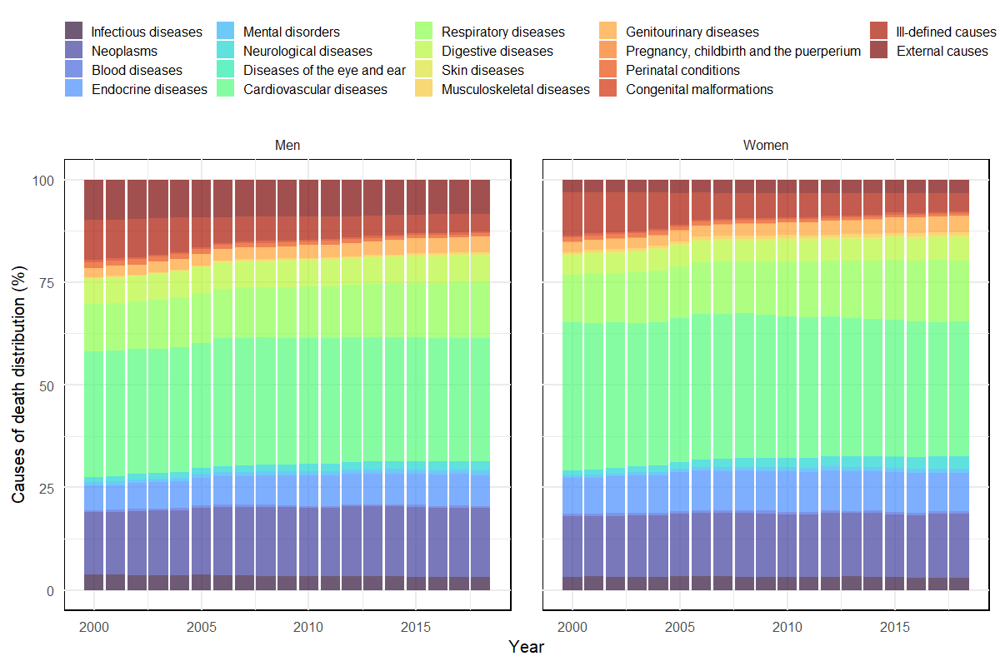 Infectious diseases
Neoplasms
Blood diseases
Endocrine diseases
Mental disorders
Neurological diseases
Diseases of the eye and ear
Cardiovascular diseases
Respiratory diseases
Digestive diseases
Skin diseases
Musculoskeletal diseases
Genitourinary diseases
Pregnancy, childbirth and the puerperium
Perinatal conditions
Congenital malformations
Ill-defined causes
External causes
Men
Women
Causes of death distribution (%)
100
75
50
25
0
2000
2005
2010
2015
2000
2005
2010
2015
Year